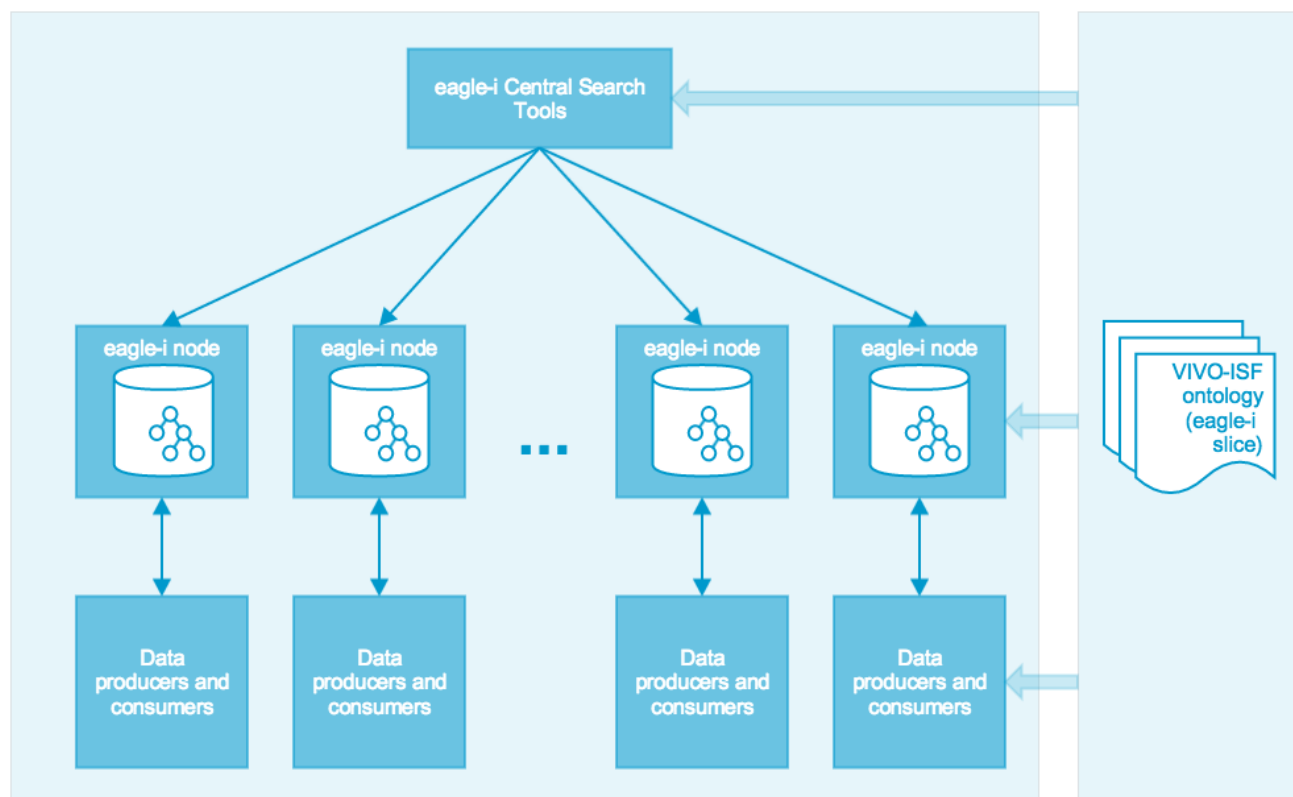 eagle-i Central Search
Tools
eagle-i node
eagle-i node
...
eagle-i node
eagle-i node
VIVO-ISF
ontology
(eagle-i
slice)
Data
producers and
consumers
Data
producers and
consumers
Data
producers and
consumers
Data
producers and
consumers